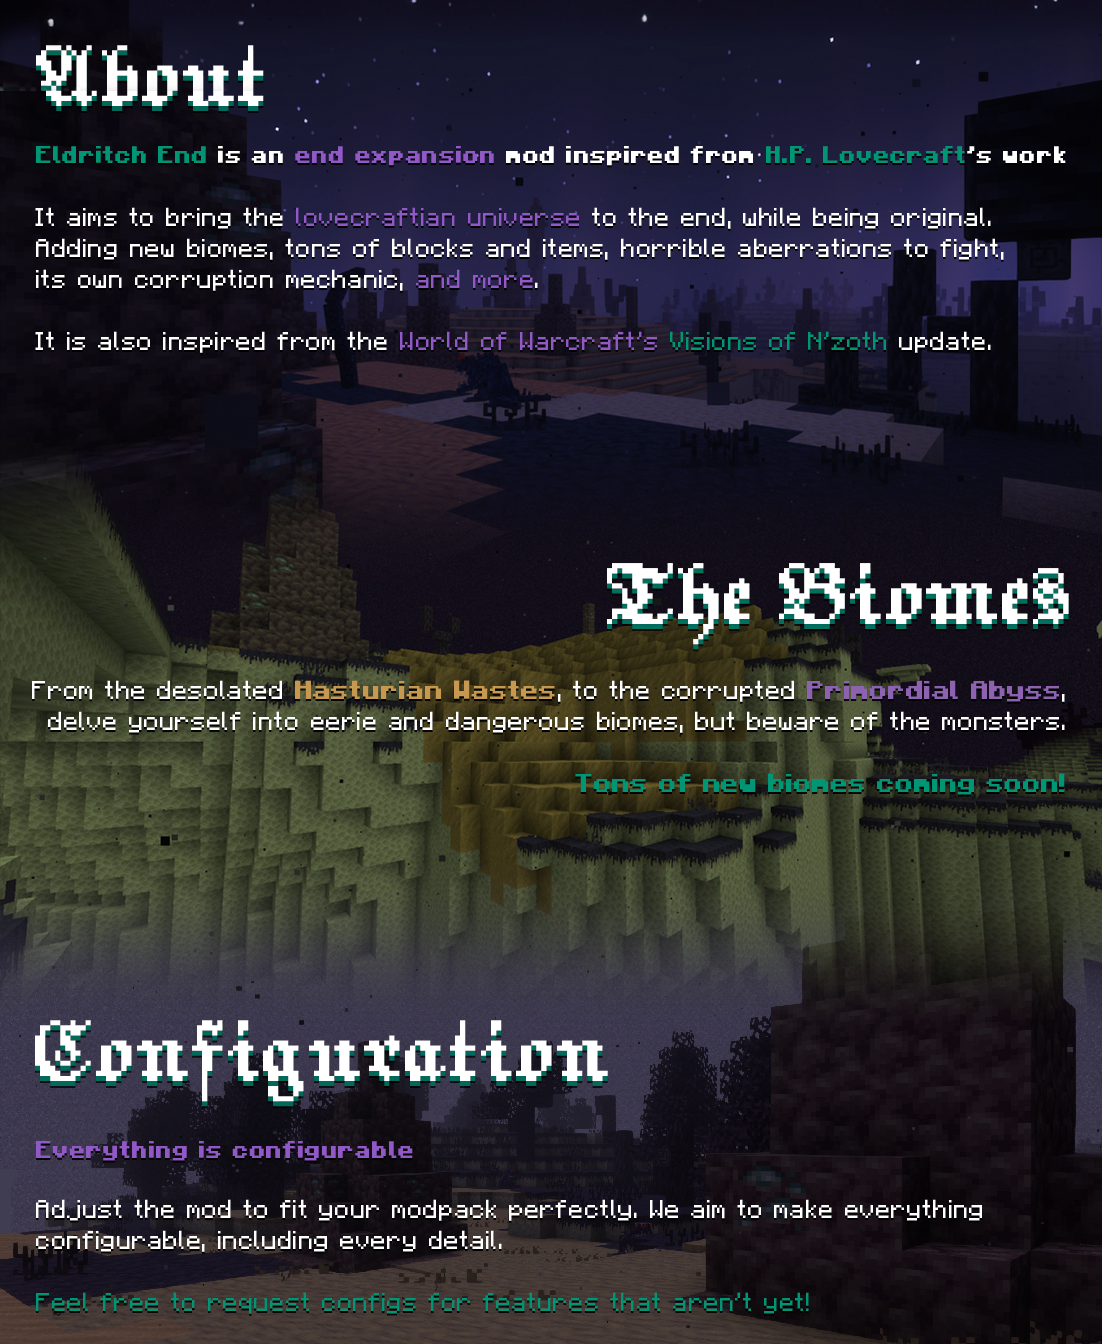 About
Eldritch End is an end expansion mod inspired from H.P. Lovecraft's work
It aims to bring the lovecraftian universe to the end, while being original.
Adding new biomes, tons of blocks and items, horrible aberrations to fight,
its own corruption mechanic, and more.
It is also inspired from the World of Warcraft's Visions of N'zoth update.
The Biomes
From the desolated Hasturian Wastes, to the corrupted Primordial Abyss,
delve yourself into eerie and dangerous biomes, but beware of the monsters.
Tons of new biomes coming soon!
Configuration
Everything is configurable
Adjust the mod to fit your modpack perfectly. We aim to make everything
configurable, including every detail.
Feel free to request configs for features that aren't yet!